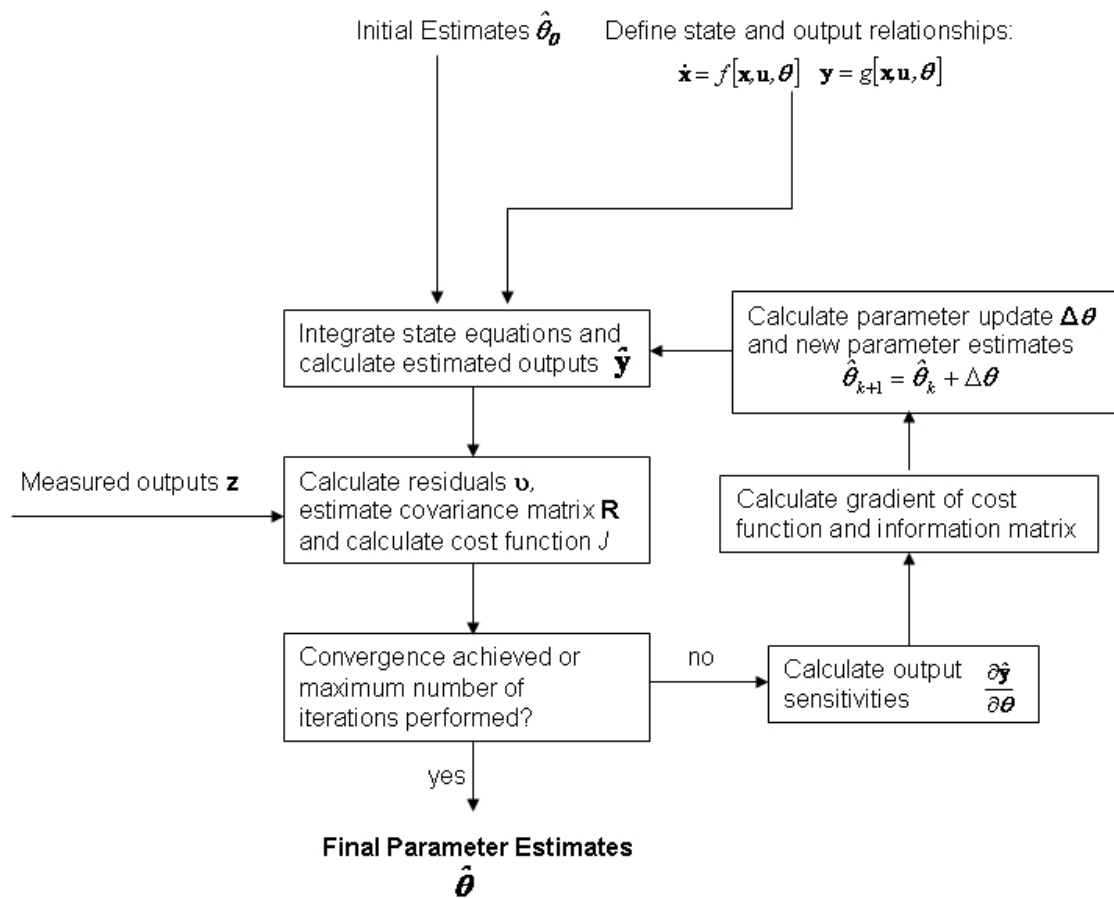 Initial Estimates θ̂₀
Define state and output relationships:
ẋ = f[x, u, θ] y = g[x, u, θ]
Integrate state equations and
calculate estimated outputs ŷ
Calculate parameter update Δθ
and new parameter estimates
θ̂ₖ₊₁ = θ̂ₖ + Δθ
Measured outputs z
Calculate residuals υ,
estimate covariance matrix R
and calculate cost function J
Calculate gradient of cost
function and information matrix
Convergence achieved or
maximum number of
iterations performed?
no
Calculate output
sensitivities ∂ŷ/∂θ
yes
Final Parameter Estimates
θ̂